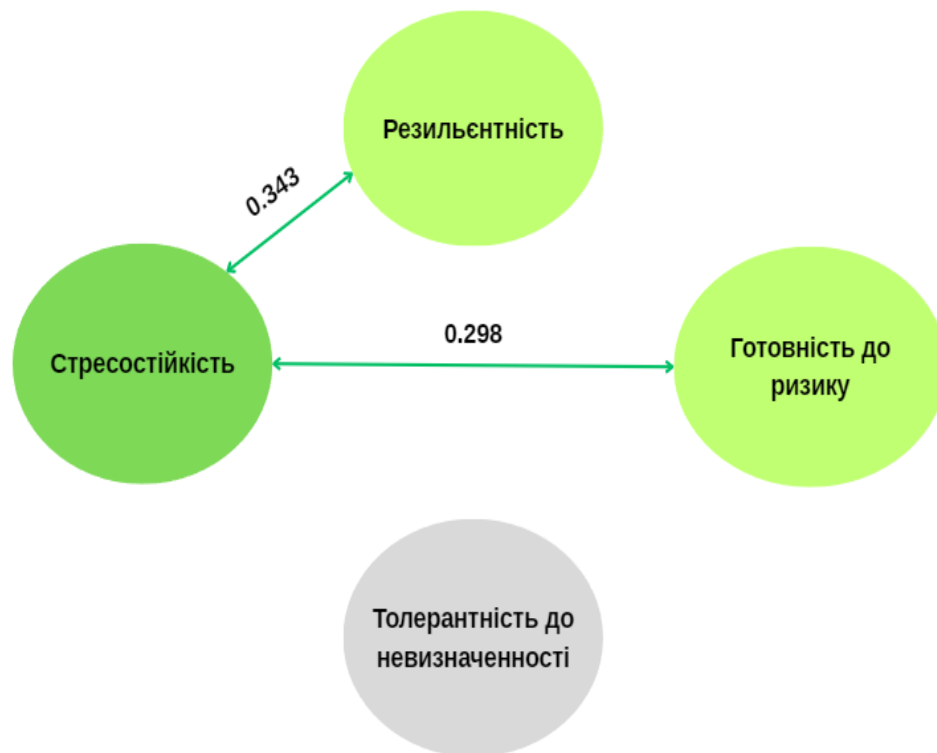 Резильєнтність
0.343
0.298
Стресостійкість
Готовність до
ризику
Толерантність до
невизначенності